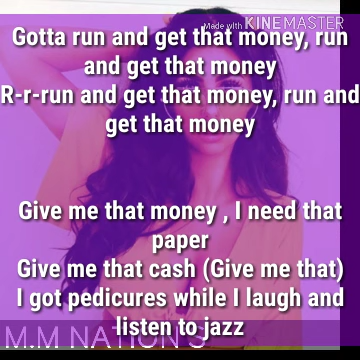 Made with KINEMASTER
Gotta run and get that money, run
and get that money
R-r-run and get that money, run and
get that money
Give me that money , I need that
paper
Give me that cash (Give me that)
I got pedicures while I laugh and
listen to jazz
M.M NATION'S